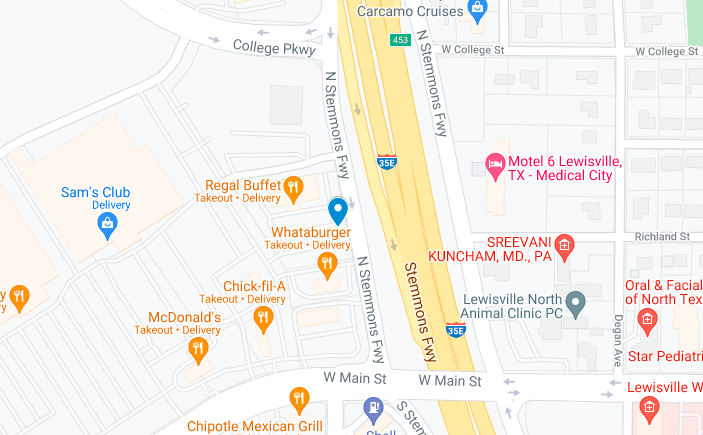 Carcamo Cruises
College Pkwy
453
W College St
W College St
N Stemmons Fwy
N Stemmons Fwy
35E
Motel 6 Lewisville,
TX - Medical City
Sam's Club
Delivery
Regal Buffet
Takeout • Delivery
Whataburger
Takeout • Delivery
Richland St
SREEVANI
KUNCHAM, MD., PA
Stemmons Fwy
N Stemmons Fwy
Chick-fil-A
Takeout • Delivery
y
y
McDonald's
Takeout • Delivery
Lewisville North
Animal Clinic PC
35E
Oral & Facial
of North Tex
Degan Ave
Star Pediatri
W Main St
W Main St
Lewisville W
Chipotle Mexican Grill
Takeout • Delivery
S Stemm
Shell